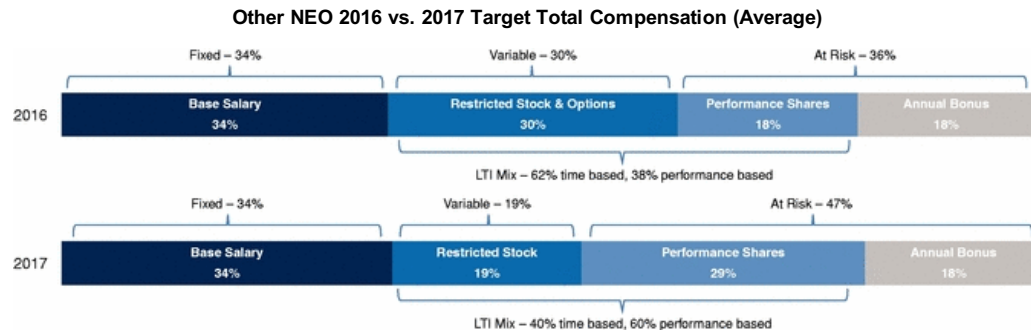 Other NEO 2016 vs. 2017 Target Total Compensation (Average)
Fixed – 34% Variable – 30% At Risk – 36%
2016
Base Salary Restricted Stock & Options Performance Shares Annual Bonus
34% 30% 18% 18%
LTI Mix – 62% time based, 38% performance based
Fixed – 34% Variable – 19% At Risk – 47%
2017
Base Salary Restricted Stock Performance Shares Annual Bonus
34% 19% 29% 18%
LTI Mix – 40% time based, 60% performance based